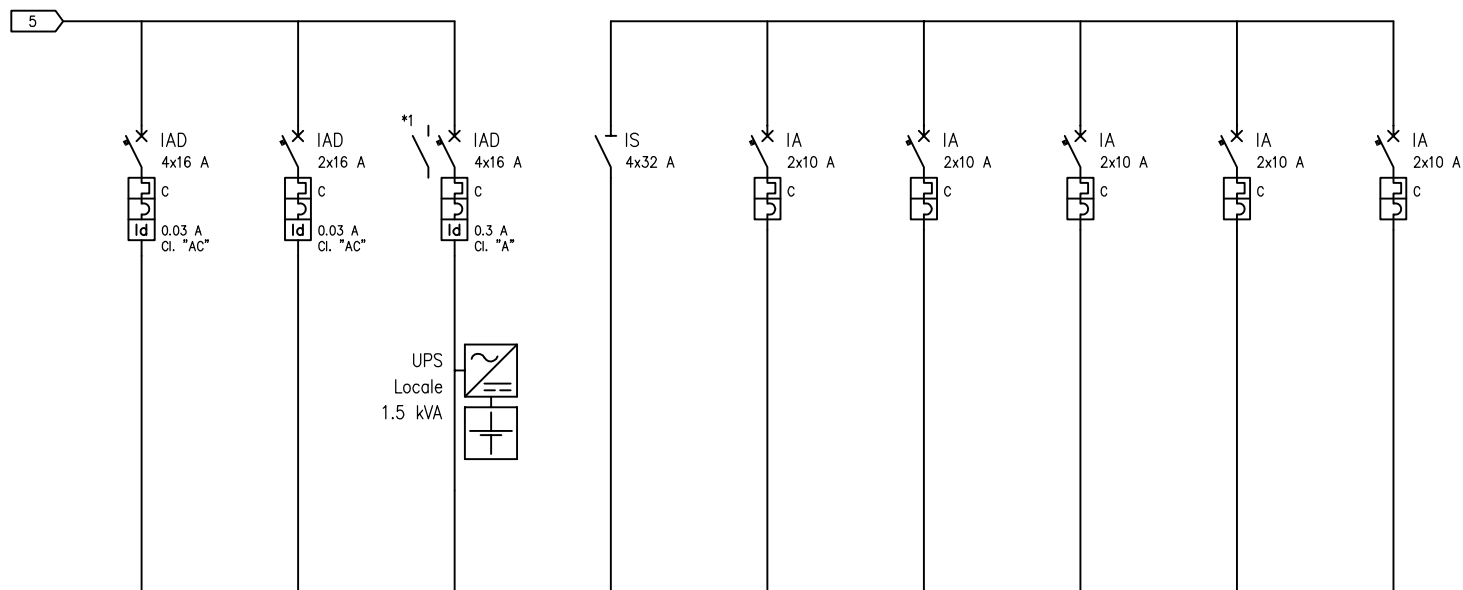 5
*1
IAD
4x16 A
C
Id
0.03 A
Cl. "AC"
IAD
2x16 A
C
Id
0.03 A
Cl. "AC"
IAD
4x16 A
C
Id
0.3 A
Cl. "A"
UPS
Locale
1.5 kVA
IS
4x32 A
IA
2x10 A
C
IA
2x10 A
C
IA
2x10 A
C
IA
2x10 A
C
IA
2x10 A
C